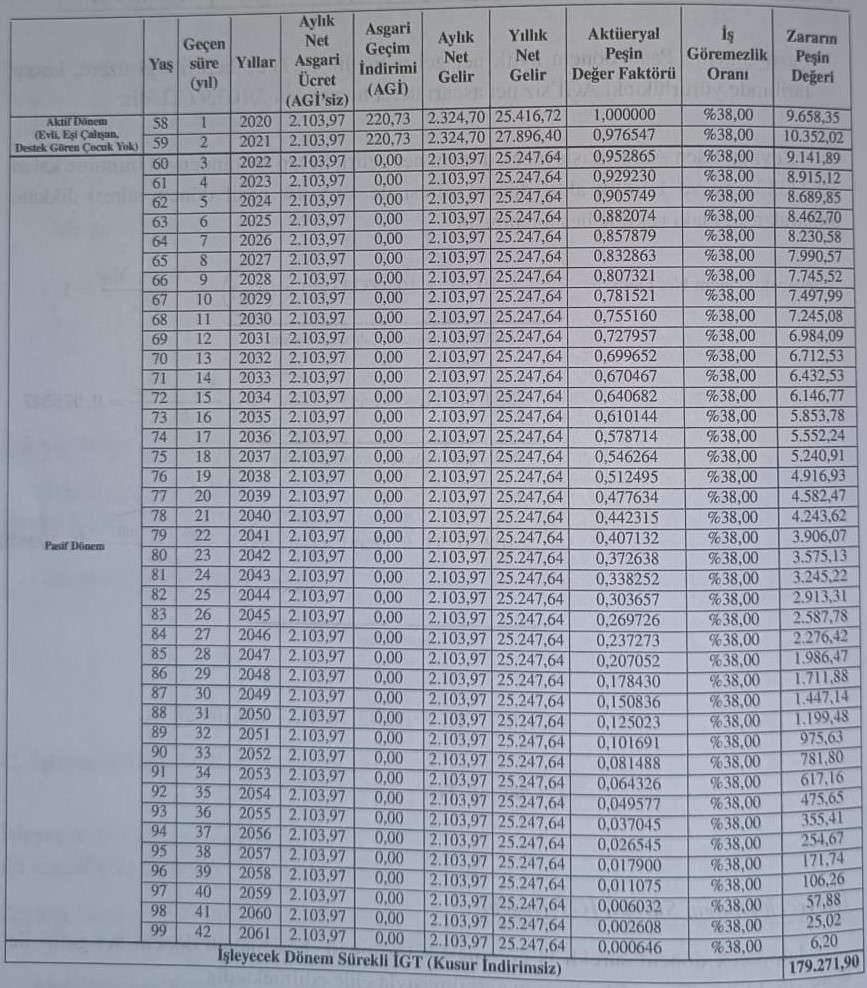 Yaş Geçen süre (yıl) Yıllar Aylık Net Asgari Ücret (AGİ'siz) Asgari Geçim İndirimi (AGİ) Aylık Net Gelir Yıllık Net Gelir Aktüeryal Peşin Değer Faktörü İş Göremezlik Oranı Zararın Peşin Değeri
Aktif Dönem (Evli, Eşi Çalışan, Destek Gören Çocuk Yok)
58 1 2020 2.103,97 220,73 2.324,70 25.416,72 1,000000 %38,00 9.658,35
59 2 2021 2.103,97 220,73 2.324,70 27.896,40 0,976547 %38,00 10.352,02
Pasif Dönem
60 3 2022 2.103,97 0,00 2.103,97 25.247,64 0,952865 %38,00 9.141,89
61 4 2023 2.103,97 0,00 2.103,97 25.247,64 0,929230 %38,00 8.915,12
62 5 2024 2.103,97 0,00 2.103,97 25.247,64 0,905749 %38,00 8.689,85
63 6 2025 2.103,97 0,00 2.103,97 25.247,64 0,882074 %38,00 8.462,70
64 7 2026 2.103,97 0,00 2.103,97 25.247,64 0,857879 %38,00 8.230,58
65 8 2027 2.103,97 0,00 2.103,97 25.247,64 0,832863 %38,00 7.990,57
66 9 2028 2.103,97 0,00 2.103,97 25.247,64 0,807321 %38,00 7.745,52
67 10 2029 2.103,97 0,00 2.103,97 25.247,64 0,781521 %38,00 7.497,99
68 11 2030 2.103,97 0,00 2.103,97 25.247,64 0,755160 %38,00 7.245,08
69 12 2031 2.103,97 0,00 2.103,97 25.247,64 0,727957 %38,00 6.984,09
70 13 2032 2.103,97 0,00 2.103,97 25.247,64 0,699652 %38,00 6.712,53
71 14 2033 2.103,97 0,00 2.103,97 25.247,64 0,670467 %38,00 6.432,53
72 15 2034 2.103,97 0,00 2.103,97 25.247,64 0,640682 %38,00 6.146,77
73 16 2035 2.103,97 0,00 2.103,97 25.247,64 0,610144 %38,00 5.853,78
74 17 2036 2.103,97 0,00 2.103,97 25.247,64 0,578714 %38,00 5.552,24
75 18 2037 2.103,97 0,00 2.103,97 25.247,64 0,546264 %38,00 5.240,91
76 19 2038 2.103,97 0,00 2.103,97 25.247,64 0,512495 %38,00 4.916,93
77 20 2039 2.103,97 0,00 2.103,97 25.247,64 0,477634 %38,00 4.582,47
78 21 2040 2.103,97 0,00 2.103,97 25.247,64 0,442315 %38,00 4.243,62
79 22 2041 2.103,97 0,00 2.103,97 25.247,64 0,407132 %38,00 3.906,07
80 23 2042 2.103,97 0,00 2.103,97 25.247,64 0,372638 %38,00 3.575,13
81 24 2043 2.103,97 0,00 2.103,97 25.247,64 0,338252 %38,00 3.245,22
82 25 2044 2.103,97 0,00 2.103,97 25.247,64 0,303657 %38,00 2.913,31
83 26 2045 2.103,97 0,00 2.103,97 25.247,64 0,269726 %38,00 2.587,78
84 27 2046 2.103,97 0,00 2.103,97 25.247,64 0,237273 %38,00 2.276,42
85 28 2047 2.103,97 0,00 2.103,97 25.247,64 0,207052 %38,00 1.986,47
86 29 2048 2.103,97 0,00 2.103,97 25.247,64 0,178430 %38,00 1.711,88
87 30 2049 2.103,97 0,00 2.103,97 25.247,64 0,150836 %38,00 1.447,14
88 31 2050 2.103,97 0,00 2.103,97 25.247,64 0,125023 %38,00 1.199,48
89 32 2051 2.103,97 0,00 2.103,97 25.247,64 0,101691 %38,00 975,63
90 33 2052 2.103,97 0,00 2.103,97 25.247,64 0,081488 %38,00 781,80
91 34 2053 2.103,97 0,00 2.103,97 25.247,64 0,064326 %38,00 617,16
92 35 2054 2.103,97 0,00 2.103,97 25.247,64 0,049577 %38,00 475,65
93 36 2055 2.103,97 0,00 2.103,97 25.247,64 0,037045 %38,00 355,41
94 37 2056 2.103,97 0,00 2.103,97 25.247,64 0,026545 %38,00 254,67
95 38 2057 2.103,97 0,00 2.103,97 25.247,64 0,017900 %38,00 171,74
96 39 2058 2.103,97 0,00 2.103,97 25.247,64 0,011075 %38,00 106,26
97 40 2059 2.103,97 0,00 2.103,97 25.247,64 0,006032 %38,00 57,88
98 41 2060 2.103,97 0,00 2.103,97 25.247,64 0,002608 %38,00 25,02
99 42 2061 2.103,97 0,00 2.103,97 25.247,64 0,000646 %38,00 6,20
İşleyecek Dönem Sürekli İGT (Kusur İndirimsiz) 179.271,90